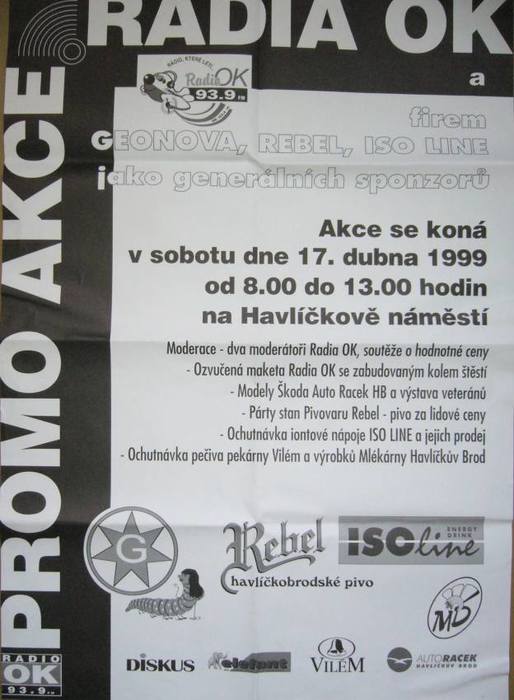 PROMO AKCE
RADIA OK
RÁDIO, KTERÉ LETÍ,
Radio OK
93.9 FM
a
firem
GEONOVA, REBEL, ISO LINE
jako generálních sponzorů
Akce se koná
v sobotu dne 17. dubna 1999
od 8.00 do 13.00 hodin
na Havlíčkově náměstí
Moderace - dva moderátoři Radia OK, soutěže o hodnotné ceny
- Ozvučená maketa Radia OK se zabudovaným kolem štěstí
- Modely Škoda Auto Racek HB a výstava veteránů
- Párty stan Pivovaru Rebel - pivo za lidové ceny
- Ochutnávka iontové nápoje ISO LINE a jejich prodej
- Ochutnávka pečiva pekárny Vilém a výrobků Mlékárny Havlíčkův Brod
G
Rebel
havlíčkobrodské pivo
ISOline
ENERGY
DRINK
RADIO
OK
93.9 FM
DISKUS
elefant
VILÉM
AUTORACEK
HAVLÍČKŮV BROD